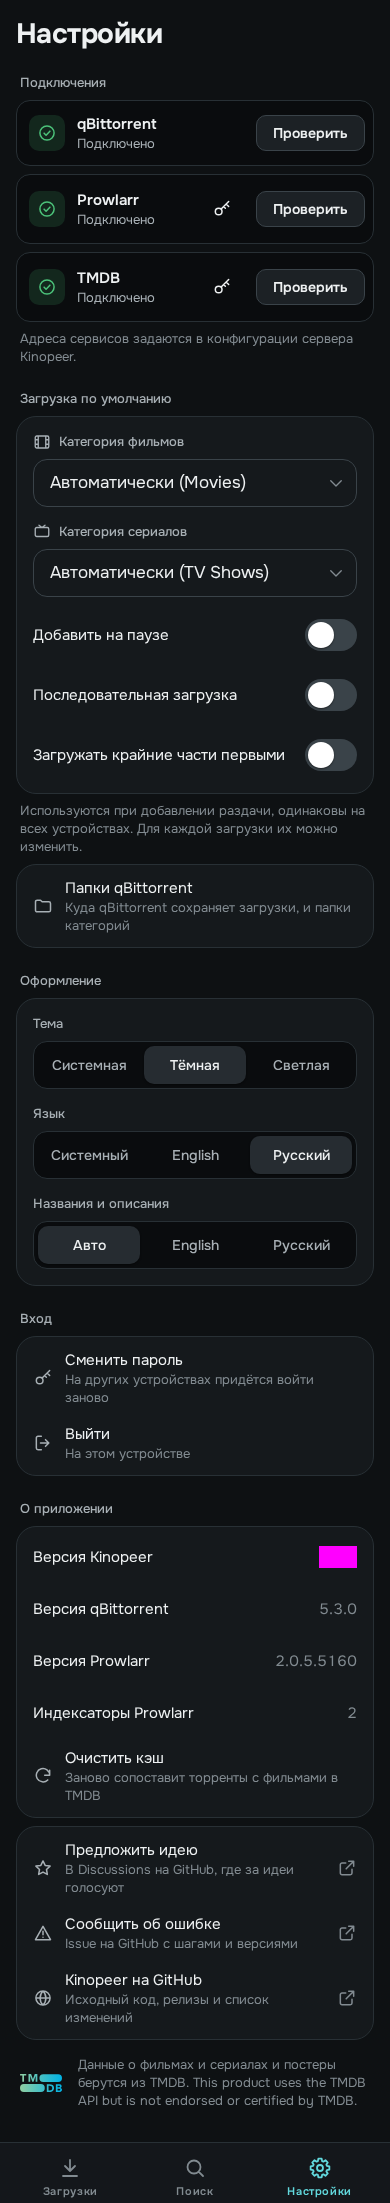 Настройки
Подключения
qBittorrent
Подключено
Проверить
Prowlarr
Подключено
Проверить
TMDB
Подключено
Проверить
Адреса сервисов задаются в конфигурации сервера
Kinopeer.
Загрузка по умолчанию
Категория фильмов
Автоматически (Movies)
Категория сериалов
Автоматически (TV Shows)
Добавить на паузе
Последовательная загрузка
Загружать крайние части первыми
Используются при добавлении раздачи, одинаковы на
всех устройствах. Для каждой загрузки их можно
изменить.
Папки qBittorrent
Куда qBittorrent сохраняет загрузки, и папки
категорий
Оформление
Тема
Системная Тёмная Светлая
Язык
Системный English Русский
Названия и описания
Авто English Русский
Вход
Сменить пароль
На других устройствах придётся войти
заново
Выйти
На этом устройстве
О приложении
Версия Kinopeer
Версия qBittorrent 5.3.0
Версия Prowlarr 2.0.5.5160
Индексаторы Prowlarr 2
Очистить кэш
Заново сопоставит торренты с фильмами в
TMDB
Предложить идею
В Discussions на GitHub, где за идеи
голосуют
Сообщить об ошибке
Issue на GitHub с шагами и версиями
Kinopeer на GitHub
Исходный код, релизы и список
изменений
TM
DB
Данные о фильмах и сериалах и постеры
берутся из TMDB. This product uses the TMDB
API but is not endorsed or certified by TMDB.
Загрузки Поиск Настройки